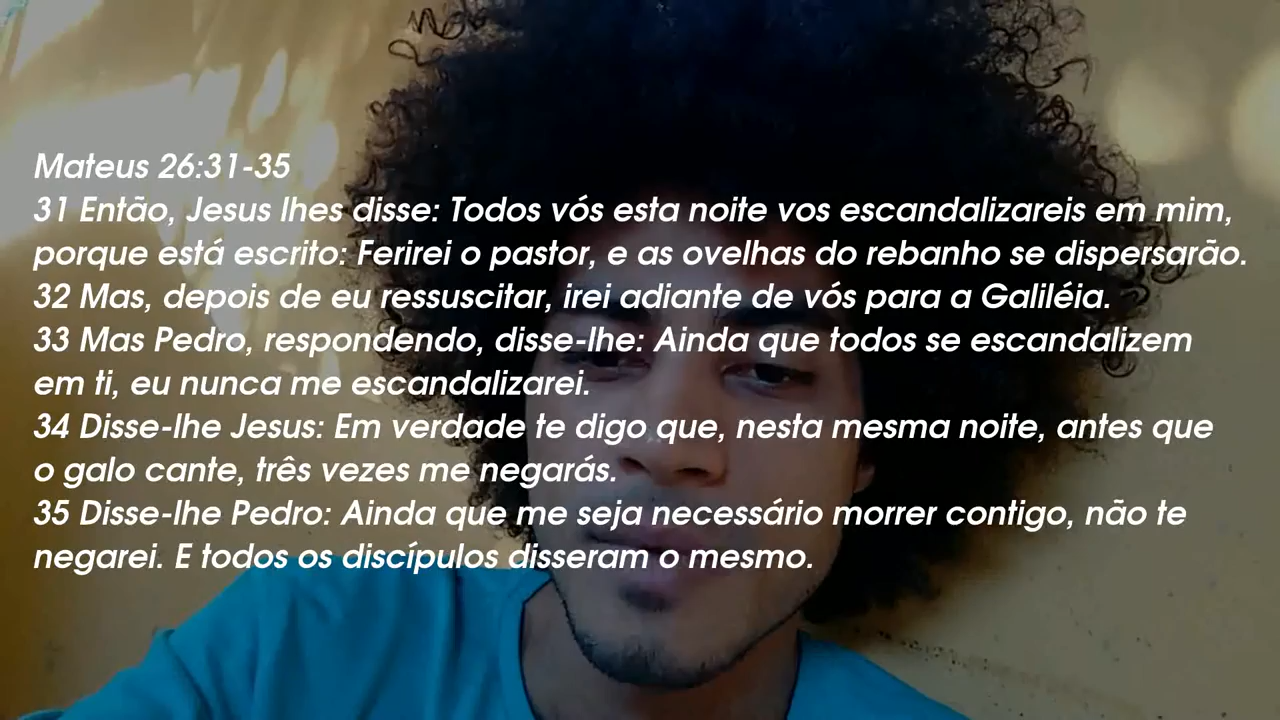 Mateus 26:31-35
31 Então, Jesus lhes disse: Todos vós esta noite vos escandalizareis em mim,
porque está escrito: Ferirei o pastor, e as ovelhas do rebanho se dispersarão.
32 Mas, depois de eu ressuscitar, irei adiante de vós para a Galiléia.
33 Mas Pedro, respondendo, disse-lhe: Ainda que todos se escandalizem
em ti, eu nunca me escandalizarei.
34 Disse-lhe Jesus: Em verdade te digo que, nesta mesma noite, antes que
o galo cante, três vezes me negarás.
35 Disse-lhe Pedro: Ainda que me seja necessário morrer contigo, não te
negarei. E todos os discípulos disseram o mesmo.